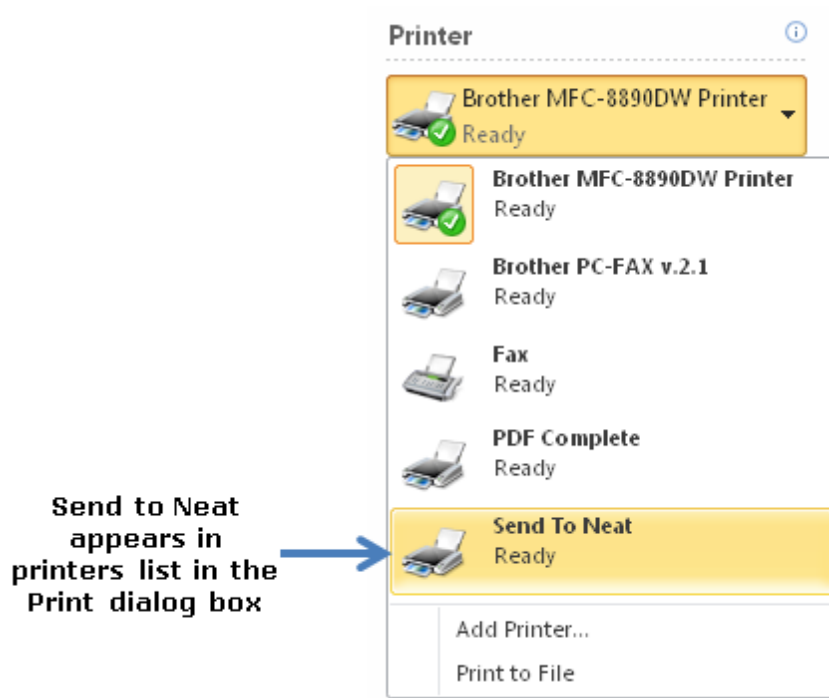 Printer
Brother MFC-8890DW Printer
Ready
Brother MFC-8890DW Printer
Ready
Brother PC-FAX v.2.1
Ready
Fax
Ready
PDF Complete
Ready
Send To Neat
Ready
Add Printer...
Print to File
Send to Neat
appears in
printers list in the
Print dialog box